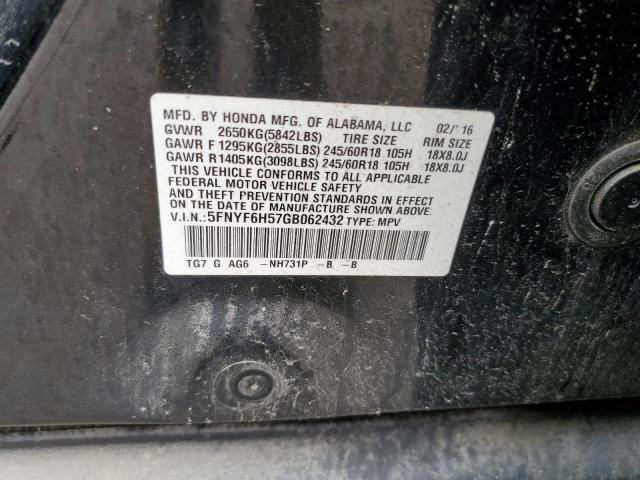 MFD. BY HONDA MFG. OF ALABAMA, LLC 02/'16
GVWR 2650KG(5842LBS) TIRE SIZE RIM SIZE
GAWR F 1295KG(2855LBS) 245/60R18 105H 18X8.0J
GAWR R 1405KG(3098LBS) 245/60R18 105H 18X8.0J
THIS VEHICLE CONFORMS TO ALL APPLICABLE
FEDERAL MOTOR VEHICLE SAFETY
AND THEFT PREVENTION STANDARDS IN EFFECT
ON THE DATE OF MANUFACTURE SHOWN ABOVE.
V.I.N.:5FNYF6H57GB062432 TYPE: MPV
TG7 G AG6 -NH731P -B -B